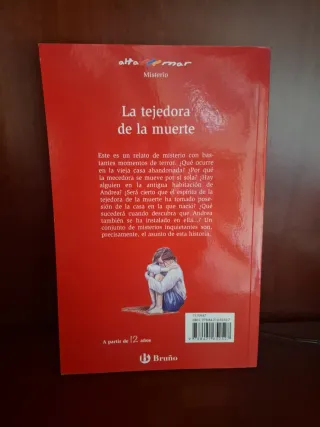 alta mar
Misterio
La tejedora
de la muerte
Este es un relato de misterio con bas-
tantes momentos de terror. ¿Qué ocurre
en la vieja casa abandonada? ¿Por qué
la mecedora se mueve por sí sola? ¿Hay
alguien en la antigua habitación de
Andrea? ¿Será cierto que el espíritu de la
tejedora de la muerte ha tomado pose-
sión de la casa en la que nació? ¿Qué
sucederá cuando descubra que Andrea
también se ha instalado en ella...? Un
conjunto de misterios inquietantes son,
precisamente, el asunto de esta historia.
A partir de 12 años
Bruño